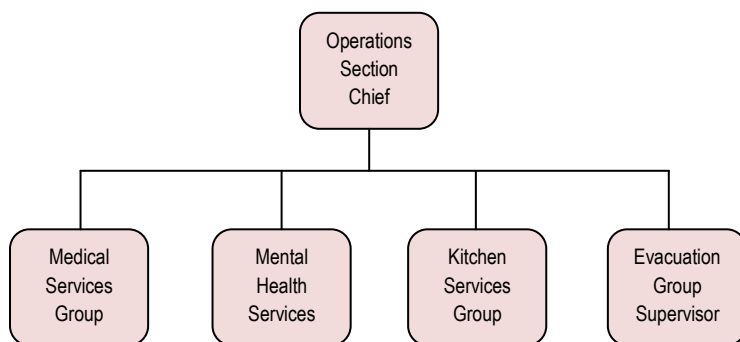 Operations
Section
Chief
Medical
Services
Group
Mental
Health
Services
Kitchen
Services
Group
Evacuation
Group
Supervisor